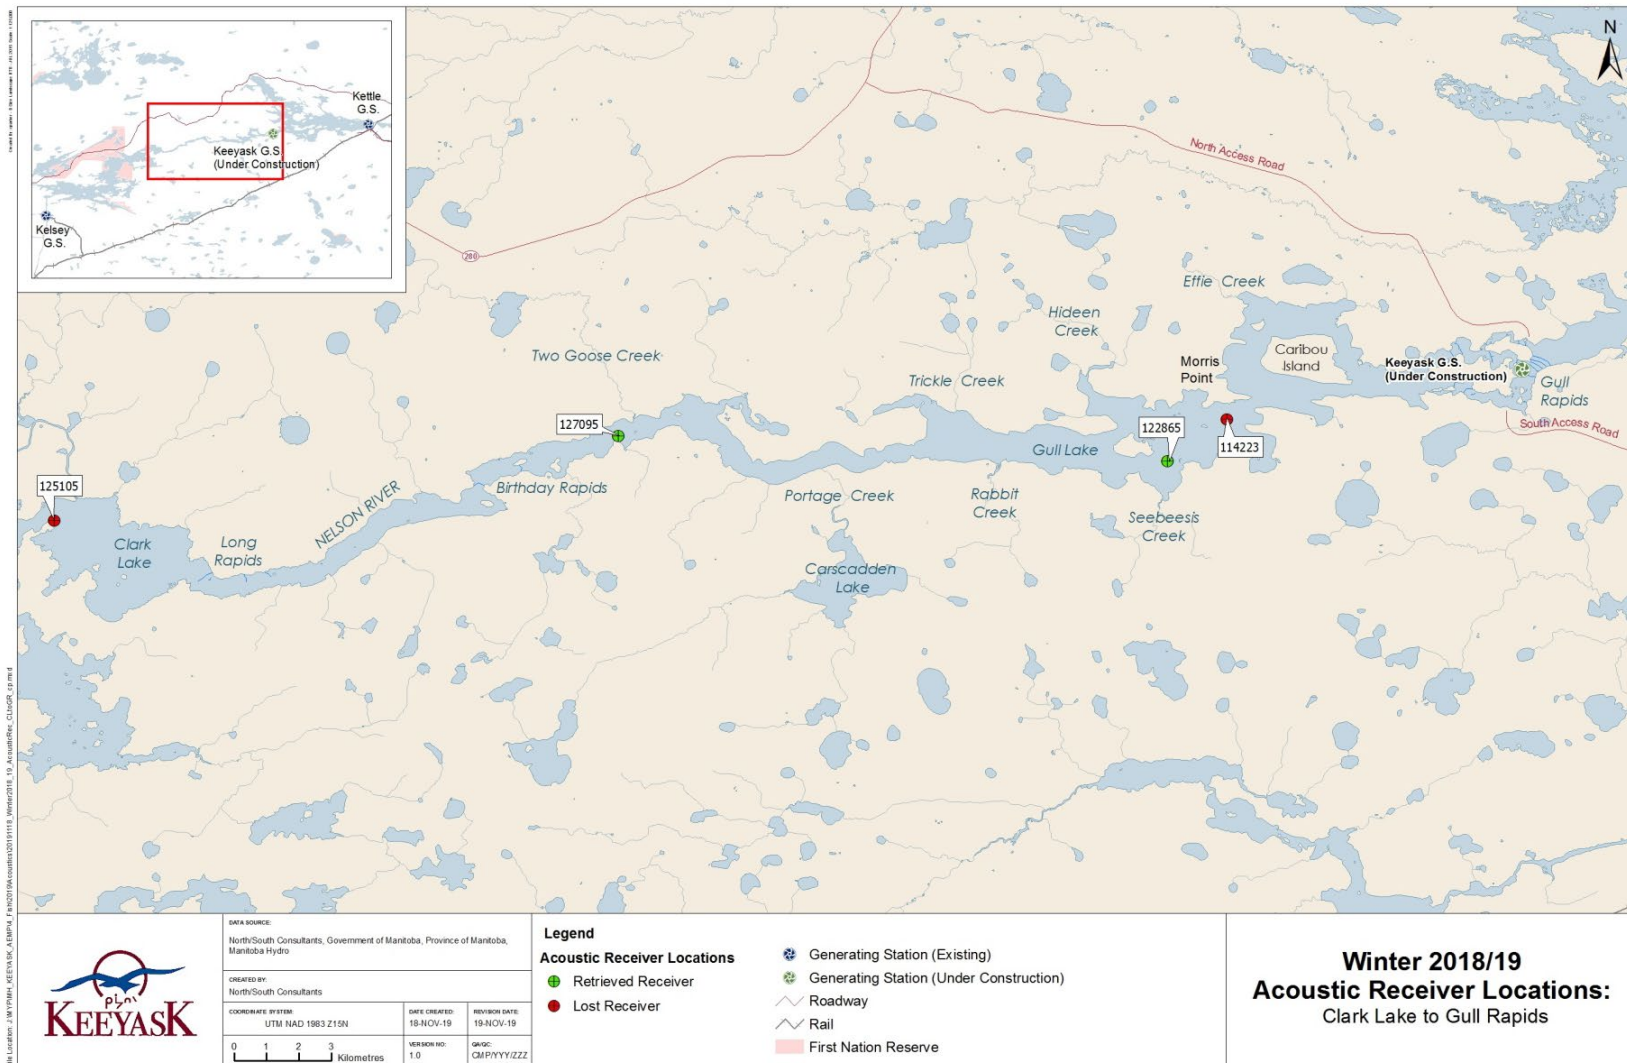 N
Kettle
G.S.
Keeyask G.S.
(Under Construction)
Kelsey
G.S.
280
North Access Road
Effie Creek
Hideen
Creek
Caribou
Island
Morris
Point
Keeyask G.S.
(Under Construction)
Gull
Rapids
South Access Road
Two Goose Creek
Trickle Creek
127095
122865
114223
Gull Lake
125105
Birthday Rapids
NELSON RIVER
Portage Creek
Rabbit
Creek
Seebeesis
Creek
Clark
Lake
Long
Rapids
Carscadden
Lake
KEEYASK
DATA SOURCE:
North/South Consultants, Government of Manitoba, Province of Manitoba,
Manitoba Hydro
CREATED BY:
North/South Consultants
COORDINATE SYSTEM:
UTM NAD 1983 Z15N
DATE CREATED:
18-NOV-19
REVISION DATE:
19-NOV-19
0 1 2 3 Kilometres
VERSION NO:
1.0
QA/QC:
CMP/YYY/ZZZ
Legend
Acoustic Receiver Locations
Retrieved Receiver
Lost Receiver
Generating Station (Existing)
Generating Station (Under Construction)
Roadway
Rail
First Nation Reserve
Winter 2018/19
Acoustic Receiver Locations:
Clark Lake to Gull Rapids